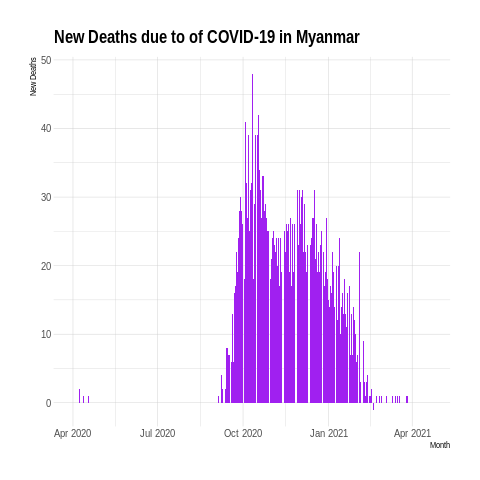 New Deaths due to of COVID-19 in Myanmar
New Deaths
50
40
30
20
10
0
Apr 2020 Jul 2020 Oct 2020 Jan 2021 Apr 2021
Month